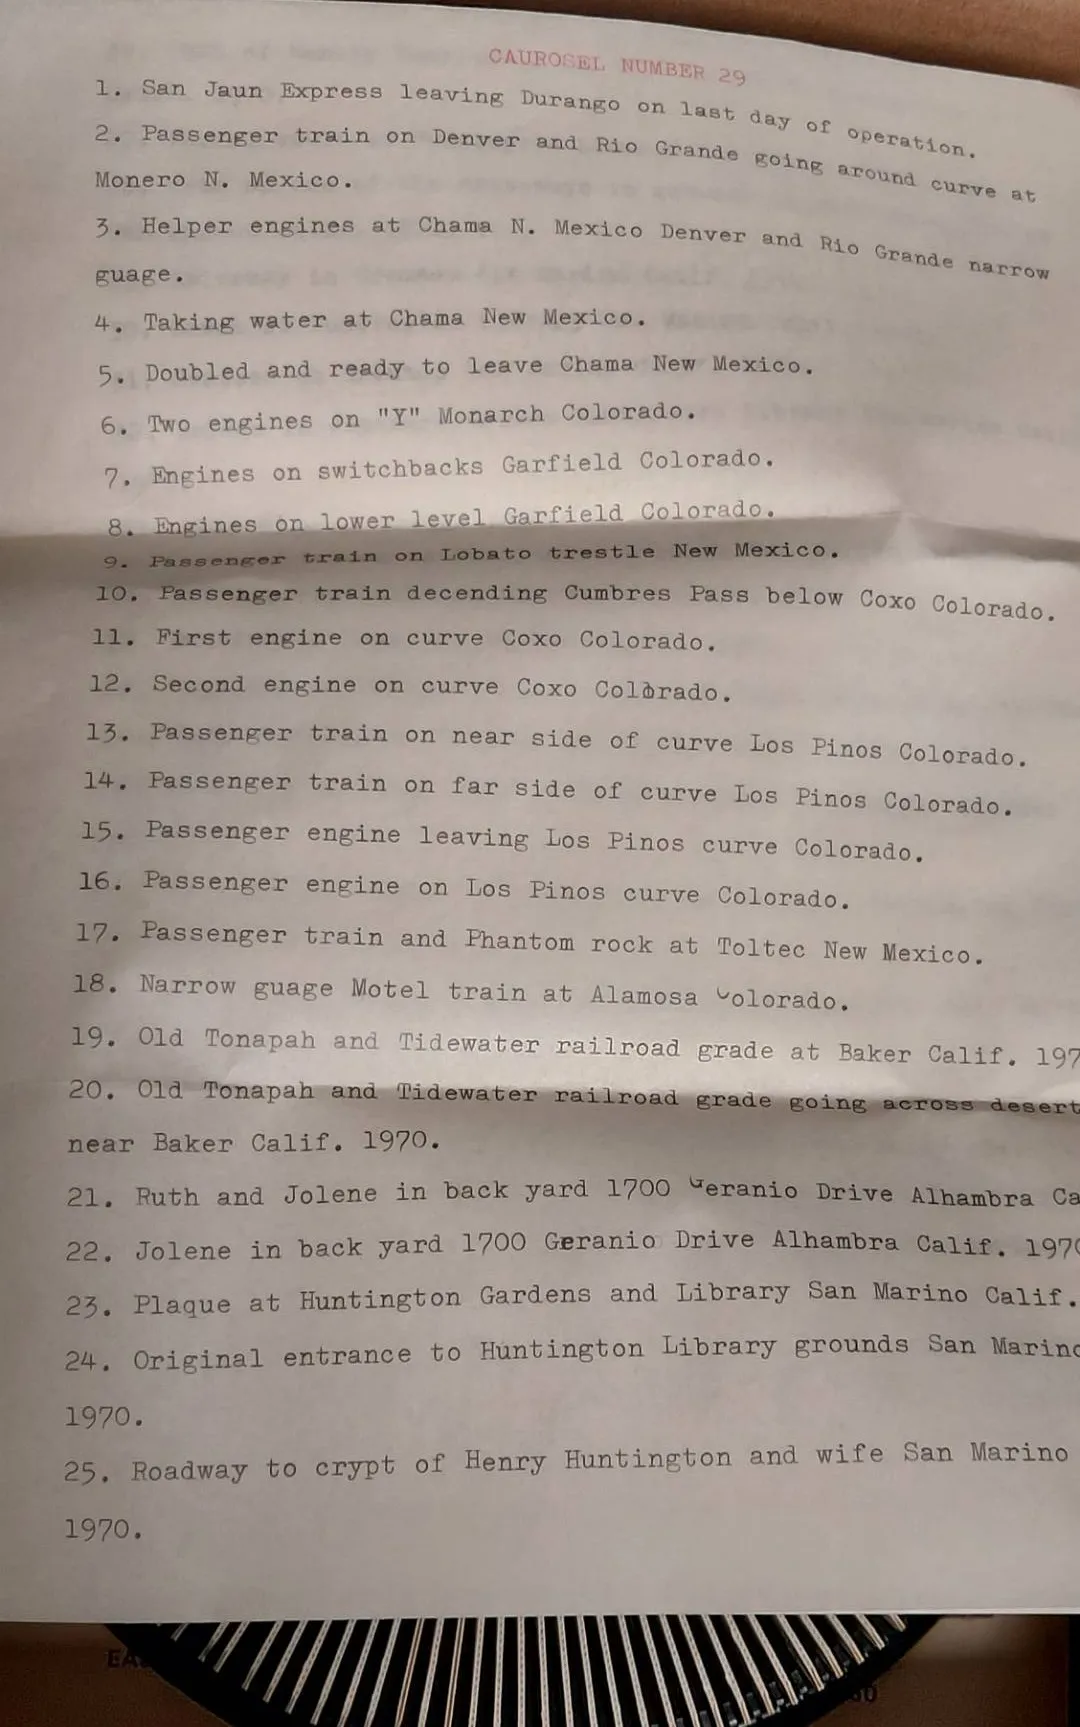 CAUROSEL NUMBER 29
1. San Jaun Express leaving Durango on last day of operation.
2. Passenger train on Denver and Rio Grande going around curve at
Monero N. Mexico.
3. Helper engines at Chama N. Mexico Denver and Rio Grande narrow
guage.
4. Taking water at Chama New Mexico.
5. Doubled and ready to leave Chama New Mexico.
6. Two engines on "Y" Monarch Colorado.
7. Engines on switchbacks Garfield Colorado.
8. Engines on lower level Garfield Colorado.
9. Passenger train on Lobato trestle New Mexico.
10. Passenger train decending Cumbres Pass below Coxo Colorado.
11. First engine on curve Coxo Colorado.
12. Second engine on curve Coxo Colorado.
13. Passenger train on near side of curve Los Pinos Colorado.
14. Passenger train on far side of curve Los Pinos Colorado.
15. Passenger engine leaving Los Pinos curve Colorado.
16. Passenger engine on Los Pinos curve Colorado.
17. Passenger train and Phantom rock at Toltec New Mexico.
18. Narrow guage Motel train at Alamosa Colorado.
19. Old Tonapah and Tidewater railroad grade at Baker Calif. 197
20. Old Tonapah and Tidewater railroad grade going across desert
near Baker Calif. 1970.
21. Ruth and Jolene in back yard 1700 Geranio Drive Alhambra Ca
22. Jolene in back yard 1700 Geranio Drive Alhambra Calif. 197
23. Plaque at Huntington Gardens and Library San Marino Calif.
24. Original entrance to Huntington Library grounds San Marino
1970.
25. Roadway to crypt of Henry Huntington and wife San Marino
1970.